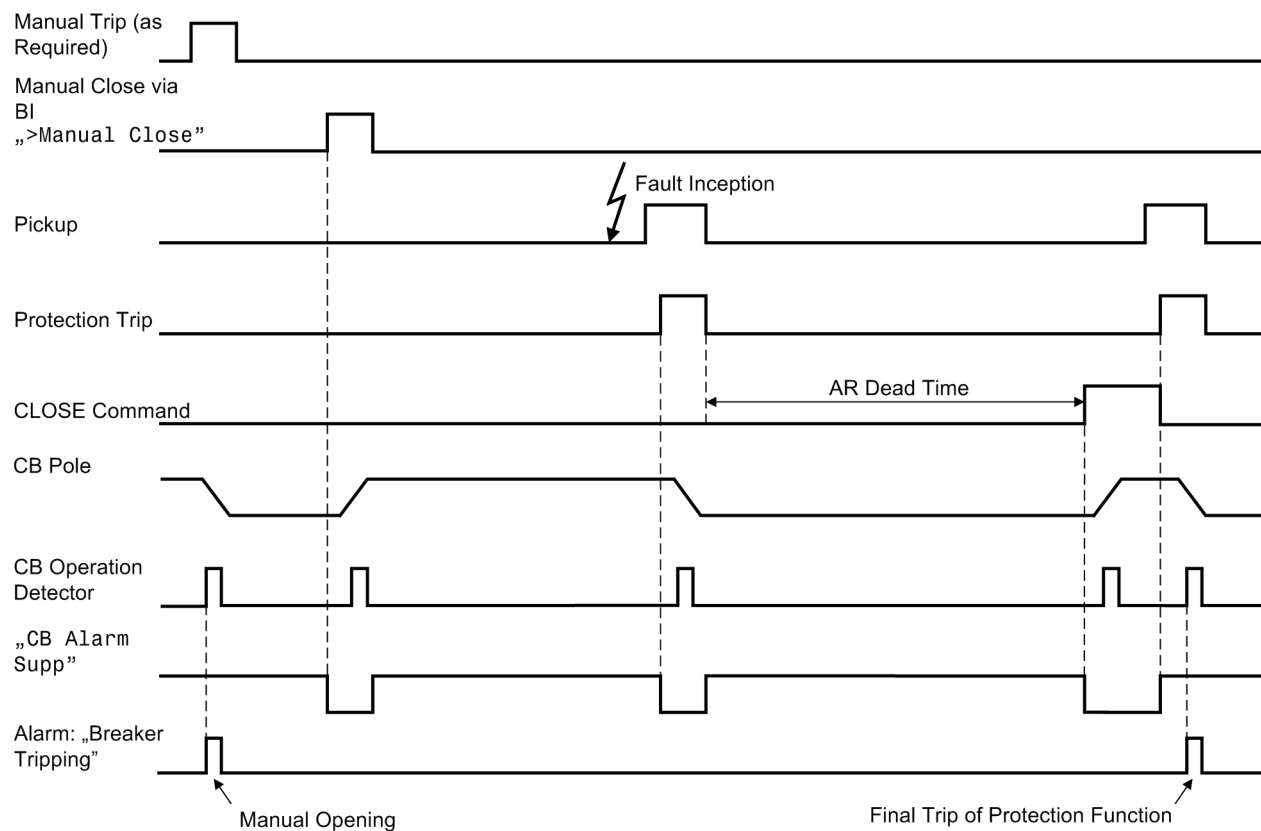 Manual Trip (as
Required)
Manual Close via
BI
„>Manual Close”
Fault Inception
Pickup
Protection Trip
AR Dead Time
CLOSE Command
CB Pole
CB Operation
Detector
„CB Alarm
Supp”
Alarm: „Breaker
Tripping”
Manual Opening
Final Trip of Protection Function